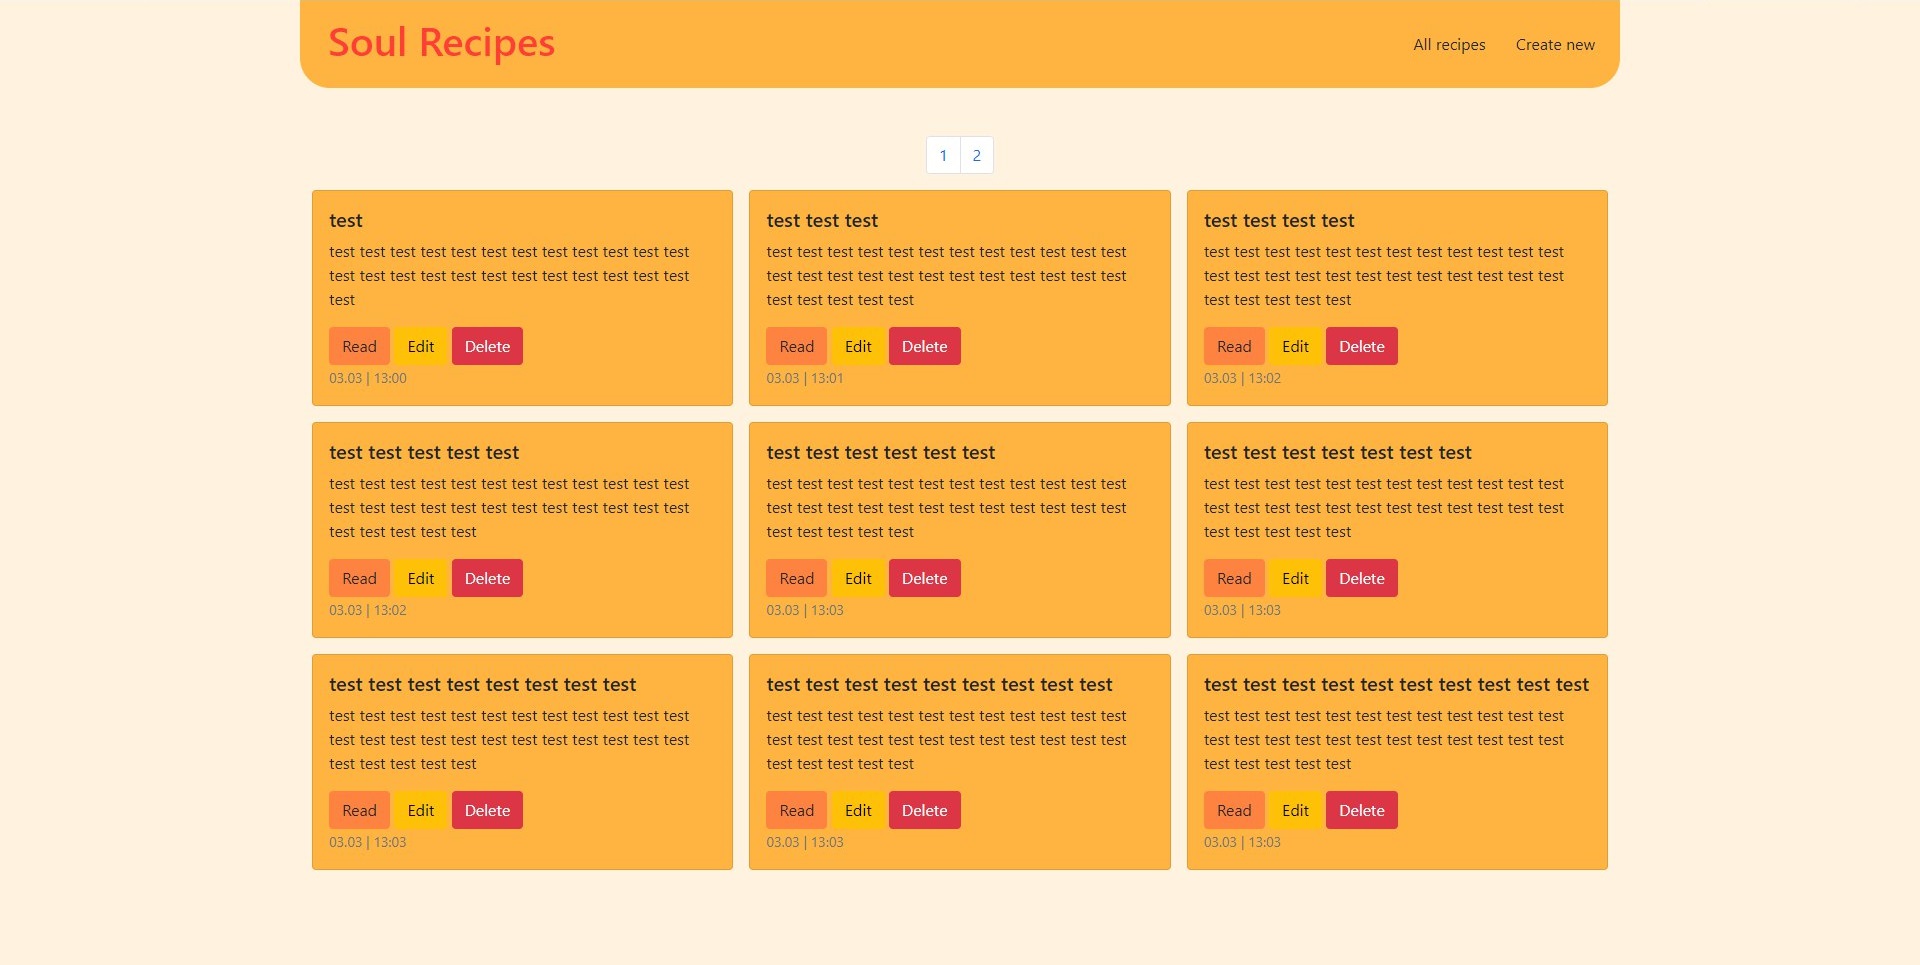 Soul Recipes
All recipes
Create new
1 2
test
test test test test test test test test test test test test
test test test test test test test test test test test test
test
Read Edit Delete
03.03 | 13:00
test test test
test test test test test test test test test test test test
test test test test test test test test test test test test
test test test test test
Read Edit Delete
03.03 | 13:01
test test test test
test test test test test test test test test test test test
test test test test test test test test test test test test
test test test test test
Read Edit Delete
03.03 | 13:02
test test test test test
test test test test test test test test test test test test
test test test test test test test test test test test test
test test test test test
Read Edit Delete
03.03 | 13:02
test test test test test test
test test test test test test test test test test test test
test test test test test test test test test test test test
test test test test test
Read Edit Delete
03.03 | 13:03
test test test test test test test
test test test test test test test test test test test test
test test test test test test test test test test test test
test test test test test
Read Edit Delete
03.03 | 13:03
test test test test test test test test
test test test test test test test test test test test test
test test test test test test test test test test test test
test test test test test
Read Edit Delete
03.03 | 13:03
test test test test test test test test test
test test test test test test test test test test test test
test test test test test test test test test test test test
test test test test test
Read Edit Delete
03.03 | 13:03
test test test test test test test test test test
test test test test test test test test test test test test
test test test test test test test test test test test test
test test test test test
Read Edit Delete
03.03 | 13:03